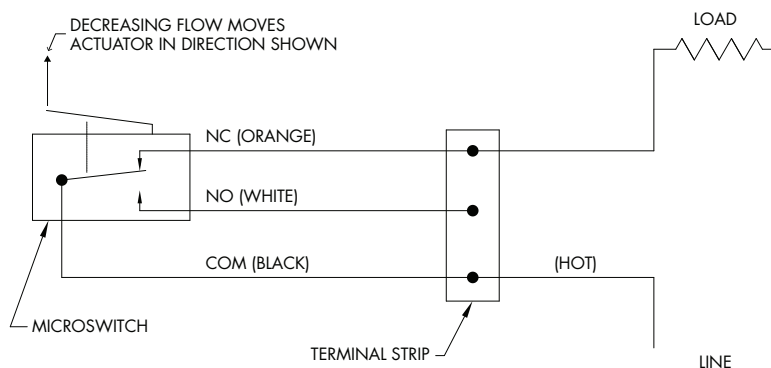 DECREASING FLOW MOVES
ACTUATOR IN DIRECTION SHOWN
LOAD
NC (ORANGE)
NO (WHITE)
COM (BLACK)
(HOT)
MICROSWITCH
TERMINAL STRIP
LINE